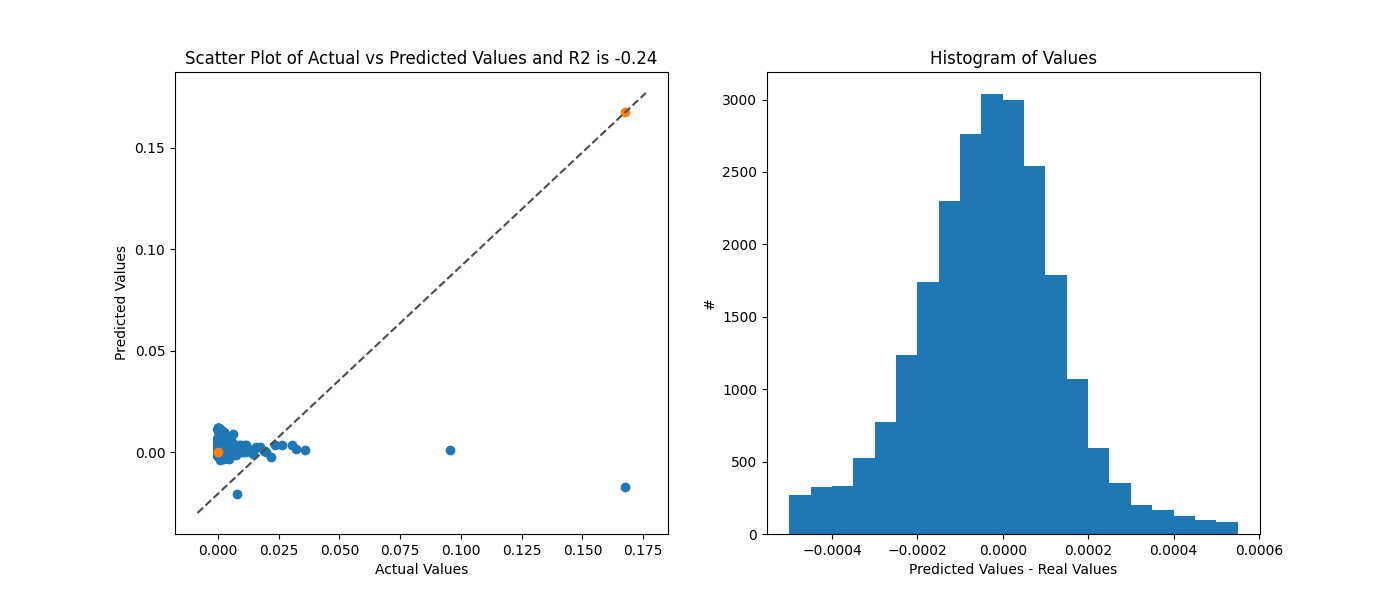 Scatter Plot of Actual vs Predicted Values and R2 is -0.24
Predicted Values
0.15
0.10
0.05
0.00
0.000 0.025 0.050 0.075 0.100 0.125 0.150 0.175
Actual Values
Histogram of Values
#
3000
2500
2000
1500
1000
500
0
−0.0004 −0.0002 0.0000 0.0002 0.0004 0.0006
Predicted Values - Real Values